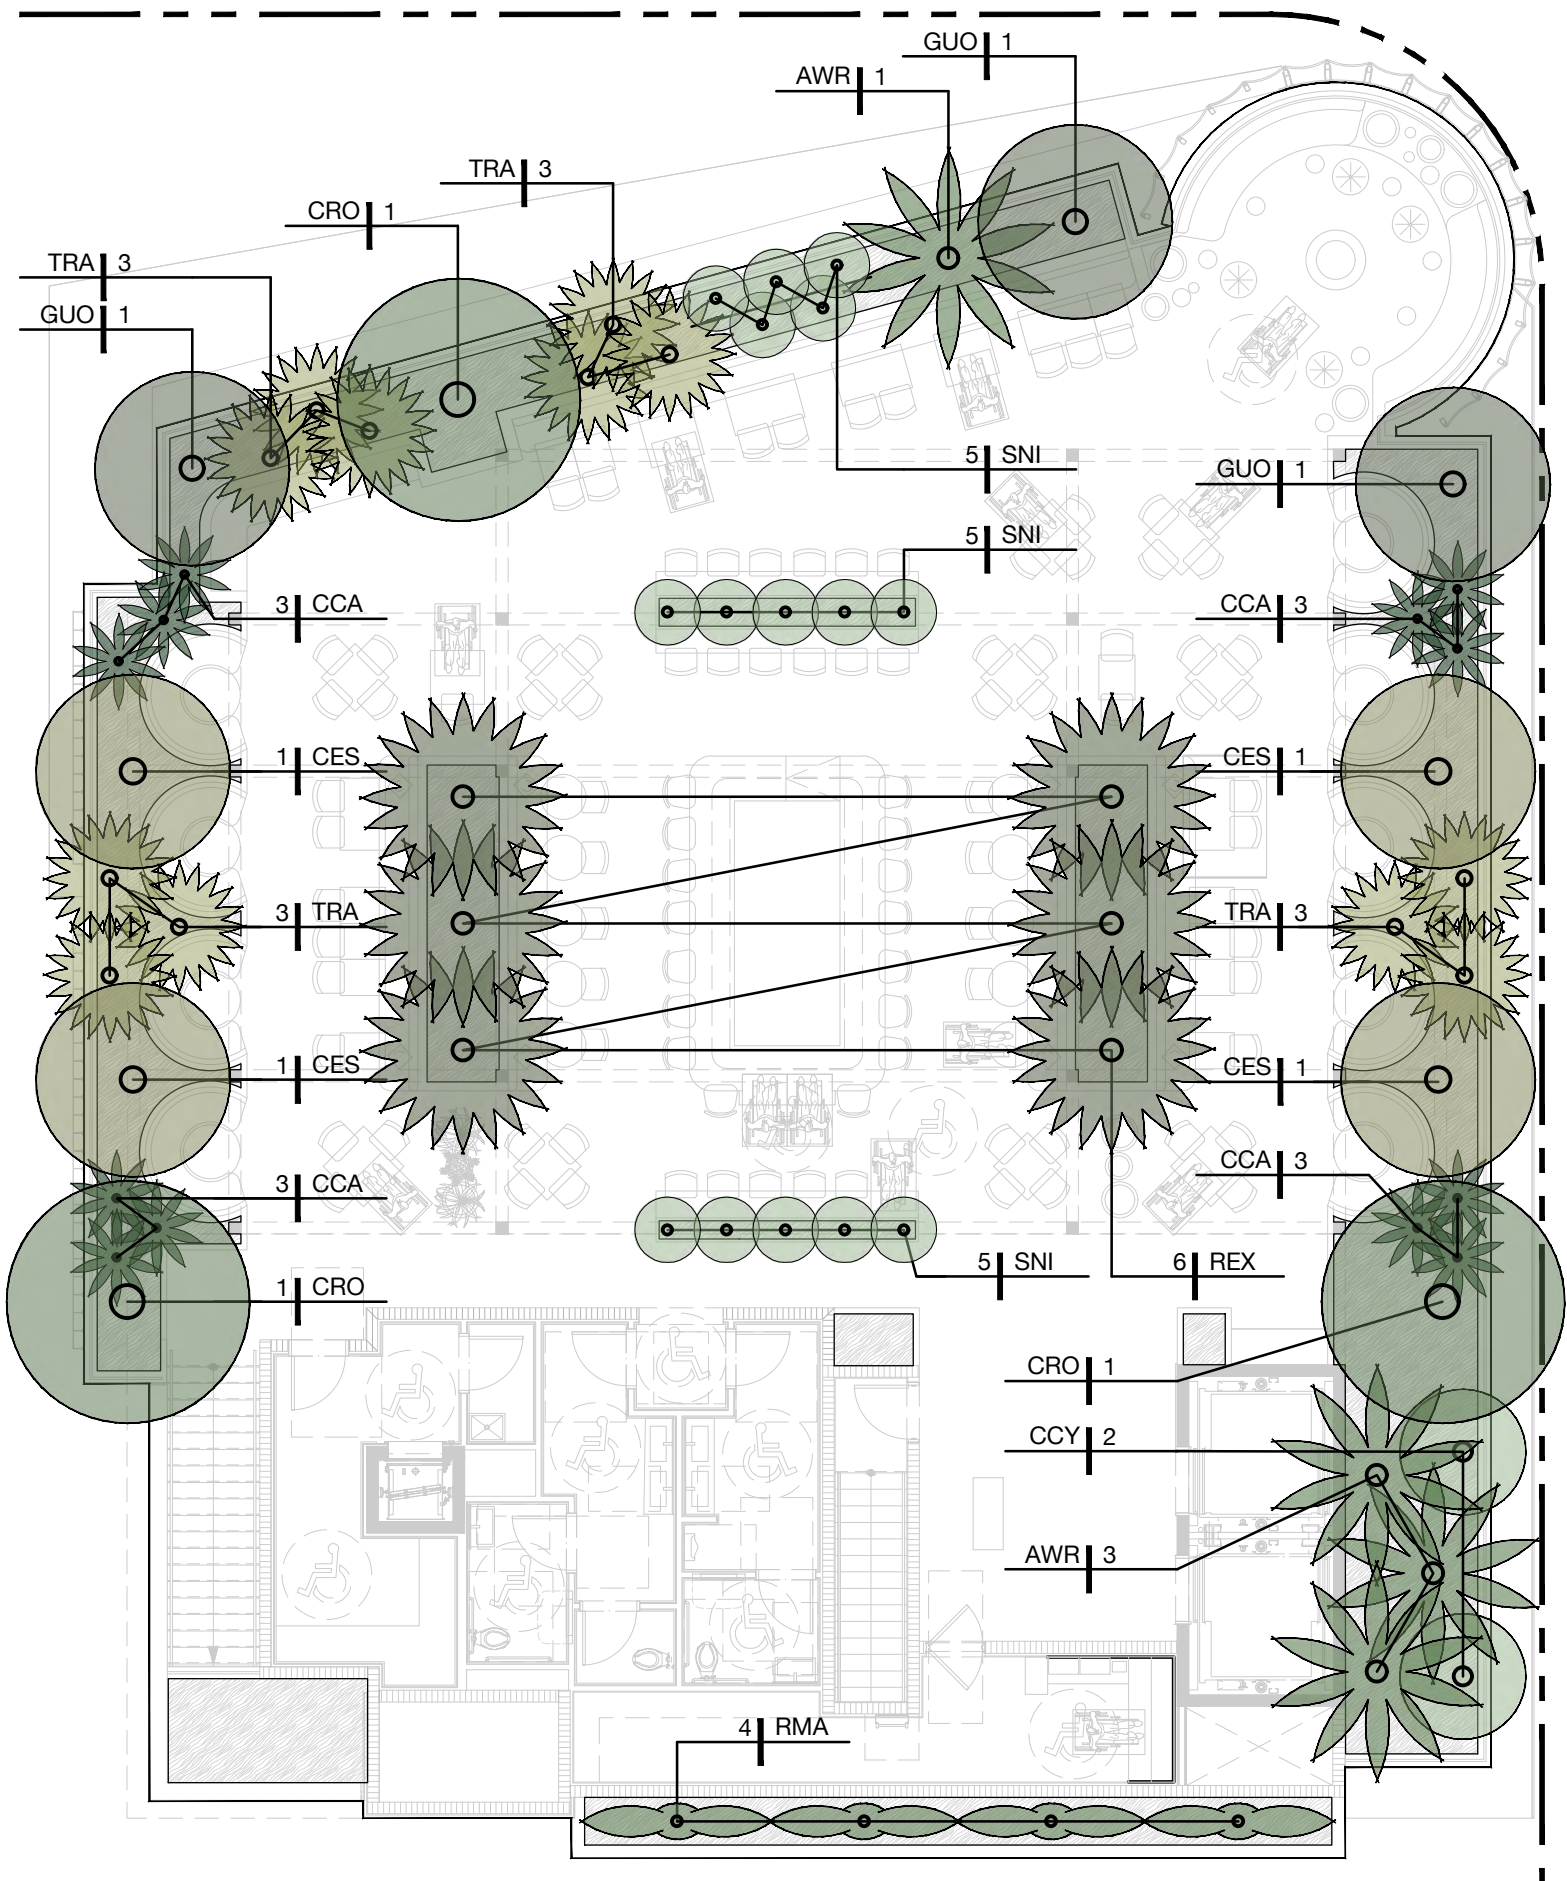 GUO 1
AWR 1
TRA 3
CRO 1
TRA 3
GUO 1
5 SNI
GUO 1
5 SNI
3 CCA
CCA 3
1 CES
CES 1
3 TRA
TRA 3
1 CES
CES 1
CCA 3
3 CCA
5 SNI
6 REX
1 CRO
CRO 1
CCY 2
AWR 3
4 RMA